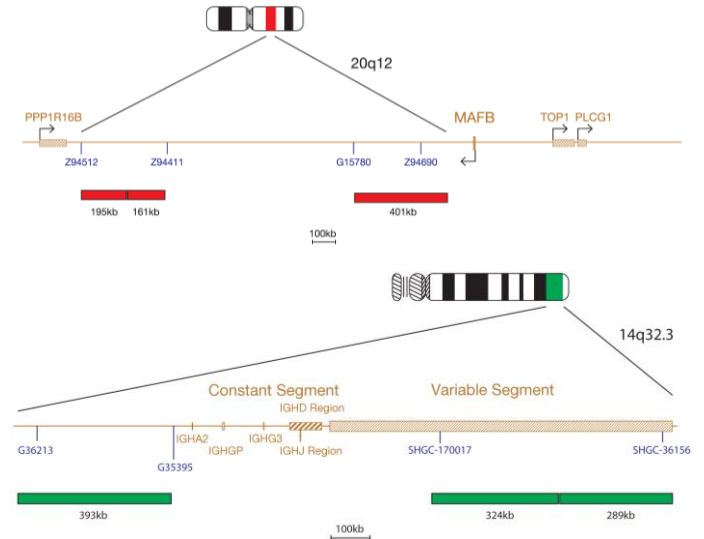 20q12
PPP1R16B
MAFB
TOP1 PLCG1
Z94512
Z94411
G15780
Z94690
195kb
161kb
401kb
100kb
14q32.3
Constant Segment
Variable Segment
IGHD Region
IGHA2
IGHGP
IGHG3
IGHJ Region
G36213
G35395
SHGC-170017
SHGC-36156
393kb
324kb
289kb
100kb